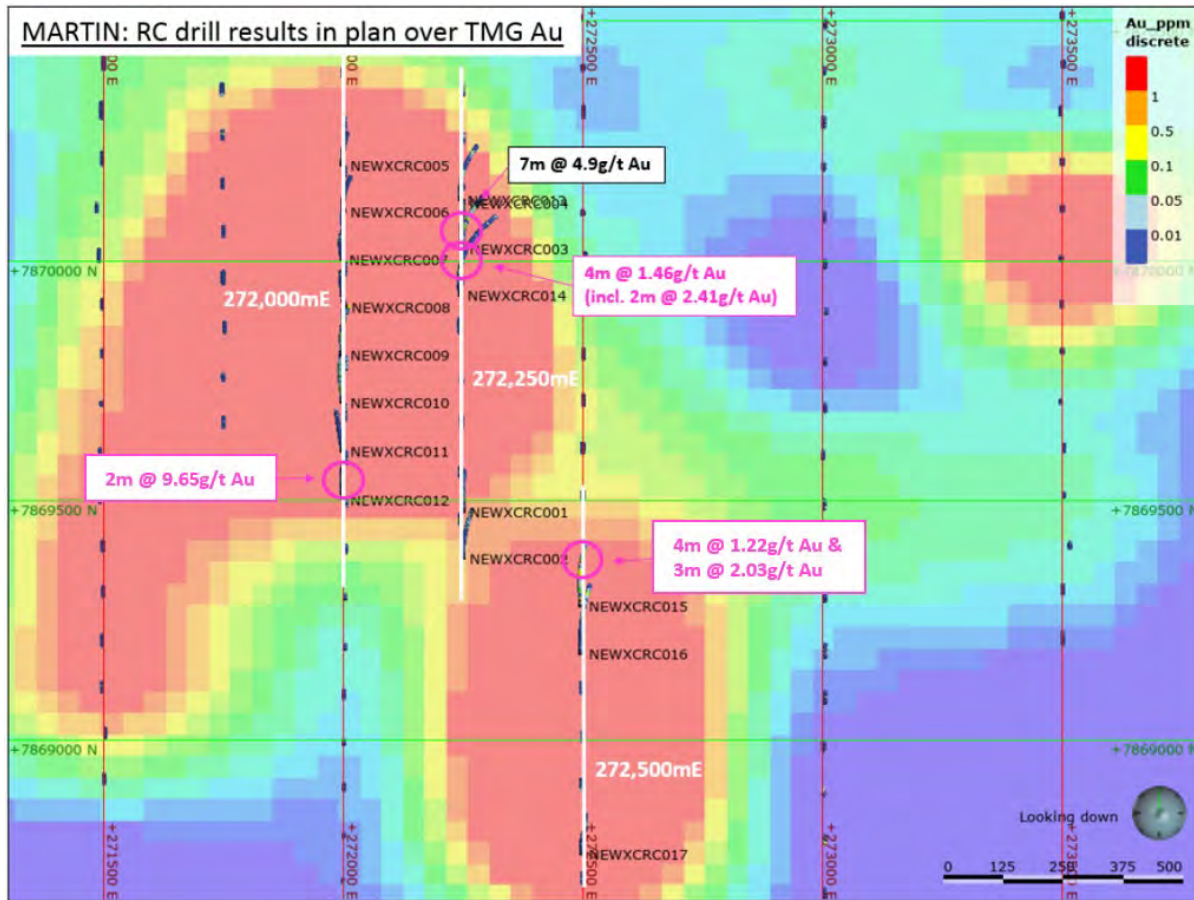 MARTIN: RC drill results in plan over TMG Au
+272500 E
+273000 E
+273500 E
Au_ppm
discrete
1
0.5
0.1
0.05
0.01
NEWXCRC005
7m @ 4.9g/t Au
NEWXCRC006
NEWXCRC004
NEWXCRC003
+7870000 N
NEWXCRC007
+7870000 N
4m @ 1.46g/t Au
(incl. 2m @ 2.41g/t Au)
272,000mE
NEWXCRC014
NEWXCRC008
NEWXCRC009
272,250mE
NEWXCRC010
NEWXCRC011
2m @ 9.65g/t Au
NEWXCRC012
+7869500 N
NEWXCRC001
+7869500 N
4m @ 1.22g/t Au &
3m @ 2.03g/t Au
NEWXCRC002
NEWXCRC015
NEWXCRC016
+7869000 N
+7869000 N
272,500mE
Looking down
NEWXCRC017
+271500 E
+272000 E
+272500 E
+273000 E
0 125 250 375 500